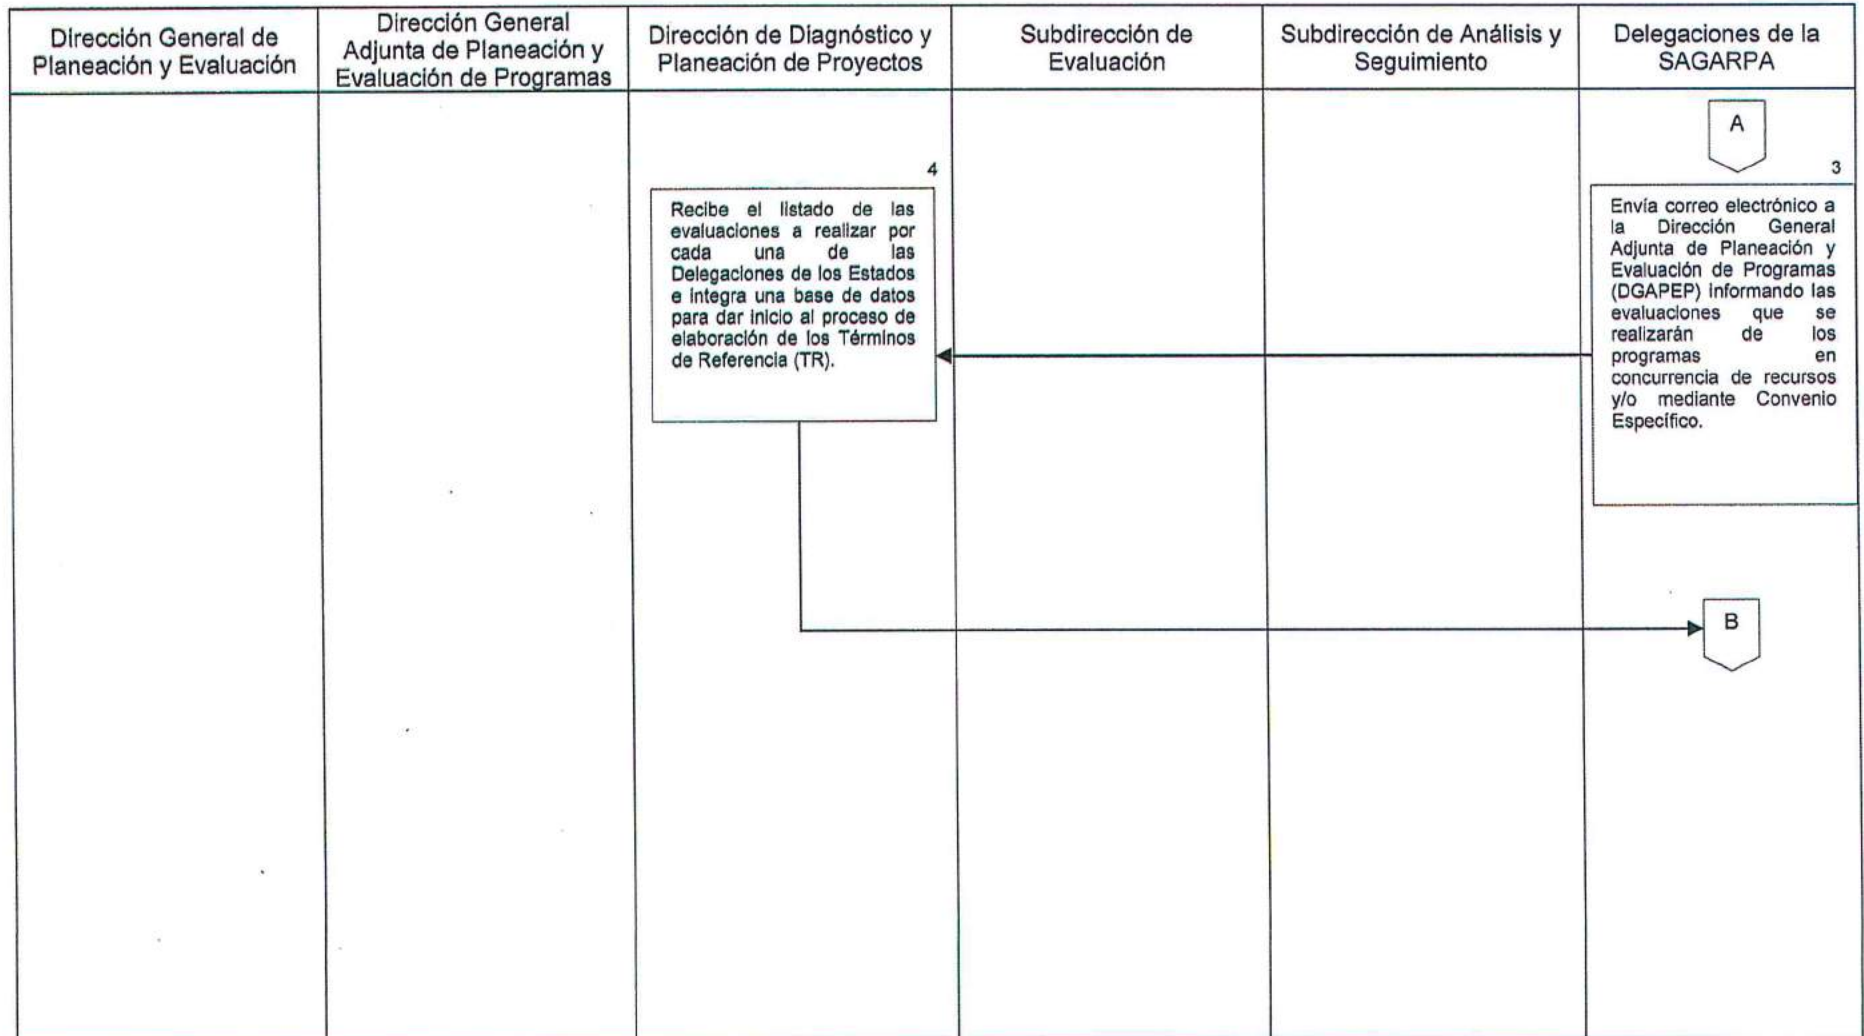 Dirección General de
Planeación y Evaluación
Dirección General
Adjunta de Planeación y
Evaluación de Programas
Dirección de Diagnóstico y
Planeación de Proyectos
Subdirección de
Evaluación
Subdirección de Análisis y
Seguimiento
Delegaciones de la
SAGARPA
A
3
Envía correo electrónico a
la Dirección General
Adjunta de Planeación y
Evaluación de Programas
(DGAPEP) informando las
evaluaciones que se
realizarán de los
programas en
concurrencia de recursos
y/o mediante Convenio
Específico.
4
Recibe el listado de las
evaluaciones a realizar por
cada una de las
Delegaciones de los Estados
e integra una base de datos
para dar inicio al proceso de
elaboración de los Términos
de Referencia (TR).
B